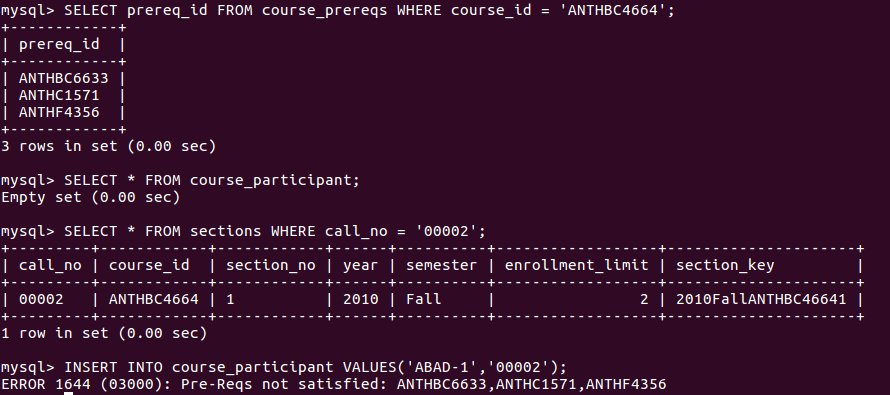 mysql> SELECT prereq_id FROM course_prereqs WHERE course_id = 'ANTHBC4664';
+------------+
| prereq_id  |
+------------+
| ANTHBC6633 |
| ANTHC1571  |
| ANTHF4356  |
+------------+
3 rows in set (0.00 sec)
mysql> SELECT * FROM course_participant;
Empty set (0.00 sec)
mysql> SELECT * FROM sections WHERE call_no = '00002';
+---------+------------+------------+------+----------+------------------+---------------------+
| call_no | course_id  | section_no | year | semester | enrollment_limit | section_key         |
+---------+------------+------------+------+----------+------------------+---------------------+
| 00002   | ANTHBC4664 | 1          | 2010 | Fall     |                2 | 2010FallANTHBC46641 |
+---------+------------+------------+------+----------+------------------+---------------------+
1 row in set (0.00 sec)
mysql> INSERT INTO course_participant VALUES('ABAD-1','00002');
ERROR 1644 (03000): Pre-Reqs not satisfied: ANTHBC6633,ANTHC1571,ANTHF4356